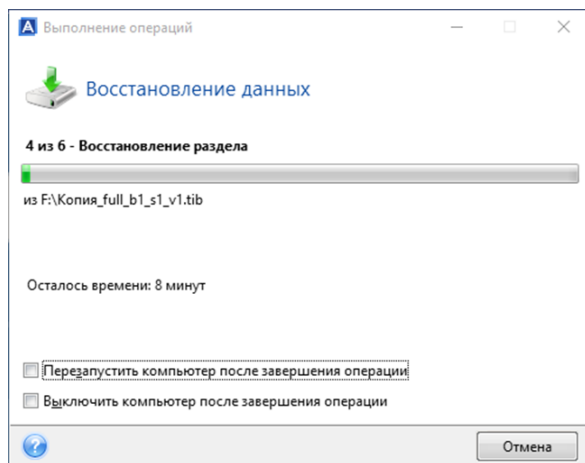 Выполнение операций
Восстановление данных
4 из 6 - Восстановление раздела
из F:\Копия_full_b1_s1_v1.tib
Осталось времени: 8 минут
Перезапустить компьютер после завершения операции
Выключить компьютер после завершения операции
Отмена